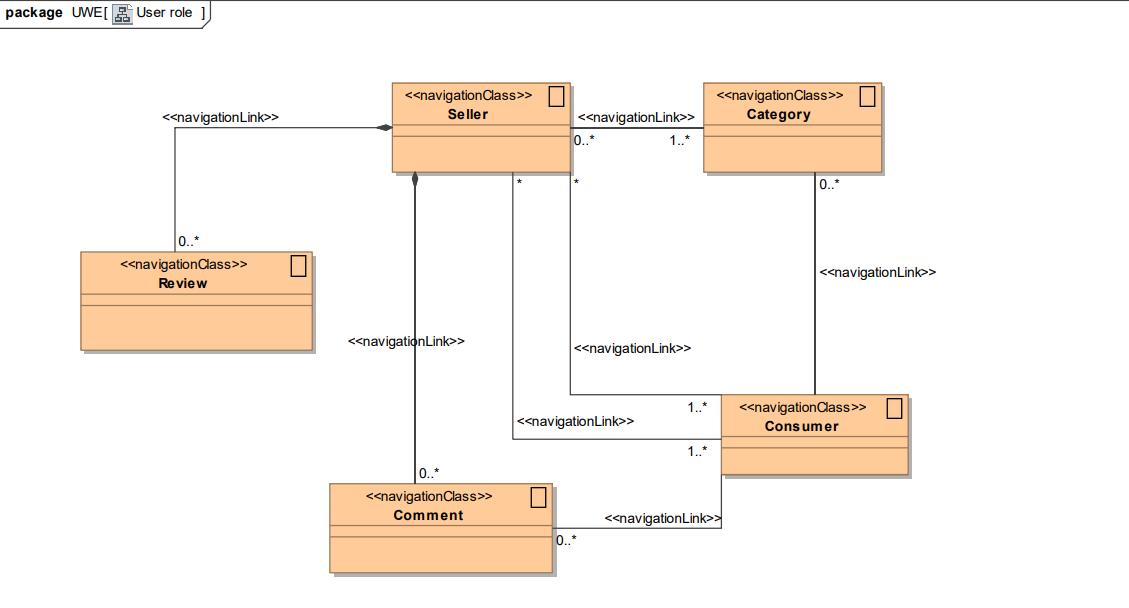 package UWE[ User role ]
<<navigationClass>>
Seller
<<navigationClass>>
Category
<<navigationLink>>
<<navigationLink>>
0..*
1..*
*
*
0..*
0..*
<<navigationClass>>
Review
<<navigationLink>>
<<navigationLink>>
<<navigationLink>>
1..*
<<navigationClass>>
Consumer
<<navigationLink>>
1..*
0..*
<<navigationClass>>
Comment
<<navigationLink>>
0..*